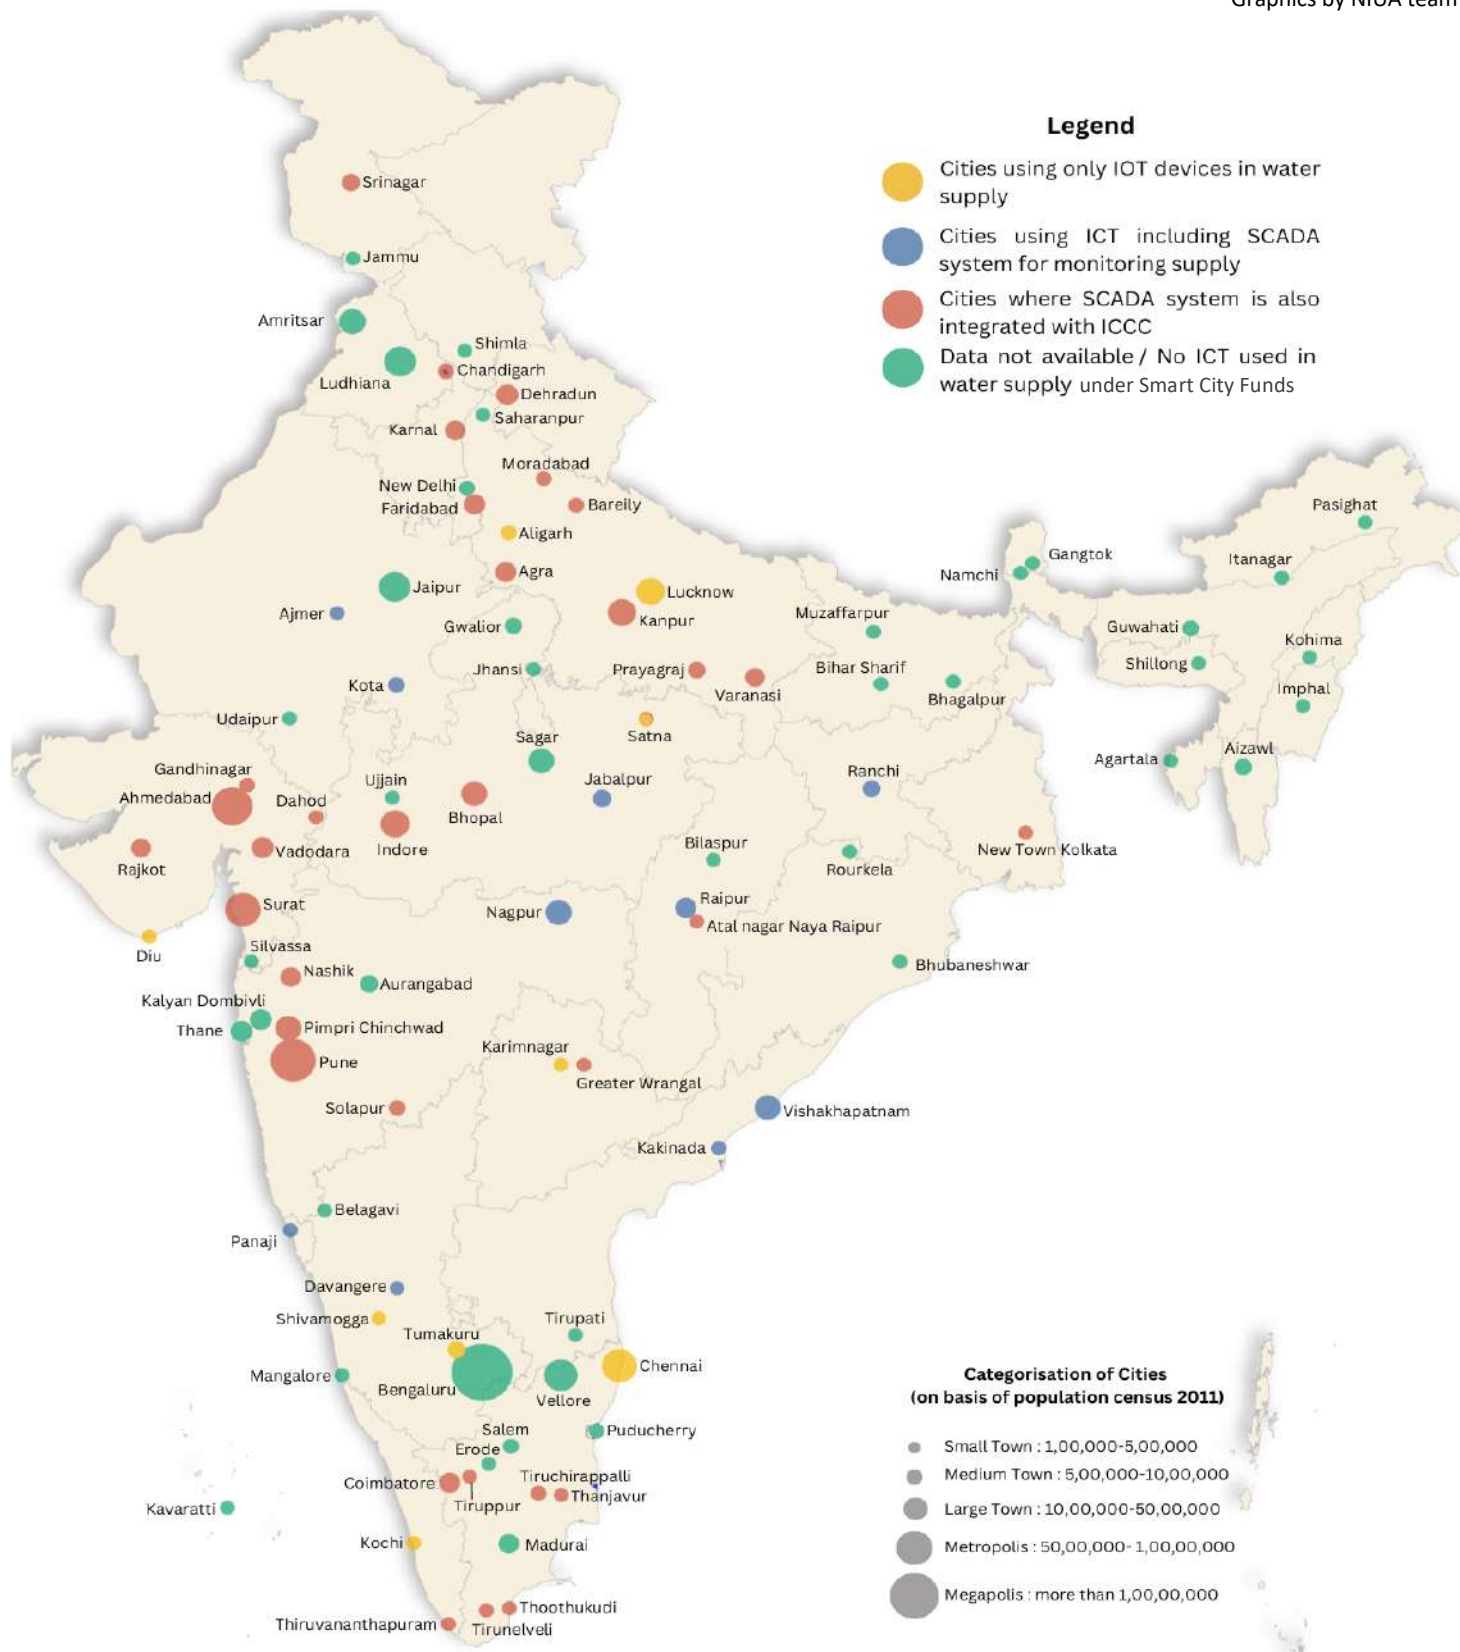 Graphics by NIUA team
Legend
Cities using only IOT devices in water
supply
Cities using ICT including SCADA
system for monitoring supply
Cities where SCADA system is also
integrated with ICCC
Data not available / No ICT used in
water supply under Smart City Funds
Srinagar
Jammu
Amritsar
Shimla
Ludhiana
Chandigarh
Dehradun
Saharanpur
Karnal
Moradabad
New Delhi
Faridabad
Bareily
Aligarh
Agra
Jaipur
Lucknow
Ajmer
Kanpur
Gwalior
Muzaffarpur
Jhansi
Prayagraj
Bihar Sharif
Kota
Varanasi
Bhagalpur
Udaipur
Satna
Sagar
Pasighat
Gangtok
Itanagar
Namchi
Guwahati
Kohima
Shillong
Imphal
Agartala
Aizawl
Gandhinagar
Ahmedabad
Dahod
Ujjain
Bhopal
Jabalpur
Ranchi
Rajkot
Vadodara
Indore
Bilaspur
Rourkela
New Town Kolkata
Surat
Nagpur
Raipur
Atal nagar Naya Raipur
Diu
Silvassa
Nashik
Aurangabad
Bhubaneshwar
Kalyan Dombivli
Thane
Pimpri Chinchwad
Pune
Karimnagar
Greater Wrangal
Solapur
Vishakhapatnam
Kakinada
Belagavi
Panaji
Davangere
Shivamogga
Tumakuru
Tirupati
Mangalore
Bengaluru
Vellore
Chennai
Salem
Erode
Puducherry
Coimbatore
Tiruppur
Tiruchirappalli
Thanjavur
Kavaratti
Kochi
Madurai
Thiruvananthapuram
Tirunelveli
Thoothukudi
Categorisation of Cities
(on basis of population census 2011)
Small Town : 1,00,000-5,00,000
Medium Town : 5,00,000-10,00,000
Large Town : 10,00,000-50,00,000
Metropolis : 50,00,000-1,00,00,000
Megapolis : more than 1,00,00,000